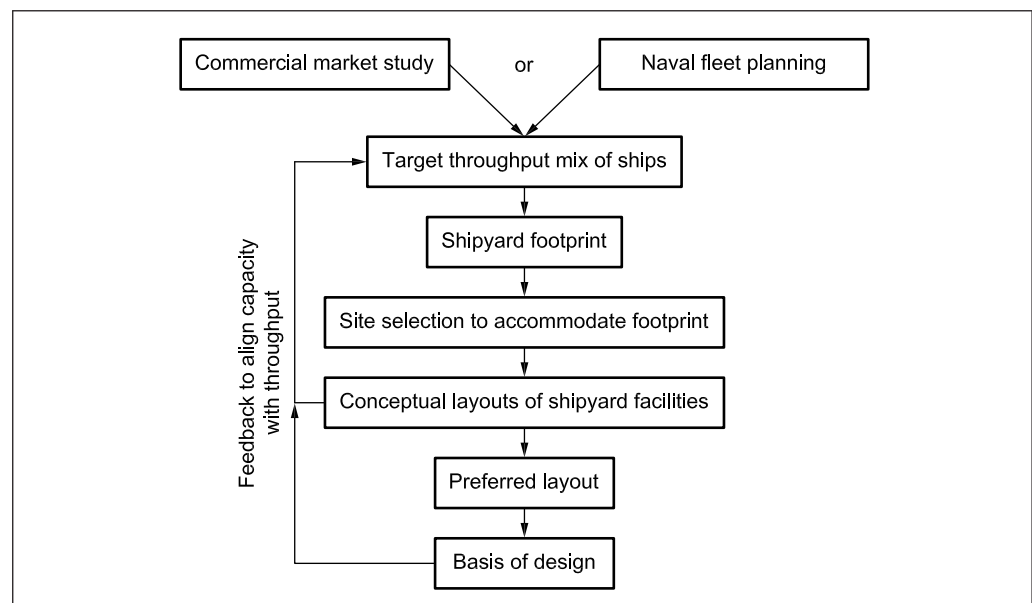 Commercial market study
or
Naval fleet planning
Target throughput mix of ships
Shipyard footprint
Site selection to accommodate footprint
Conceptual layouts of shipyard facilities
Preferred layout
Basis of design
Feedback to align capacity
with throughput